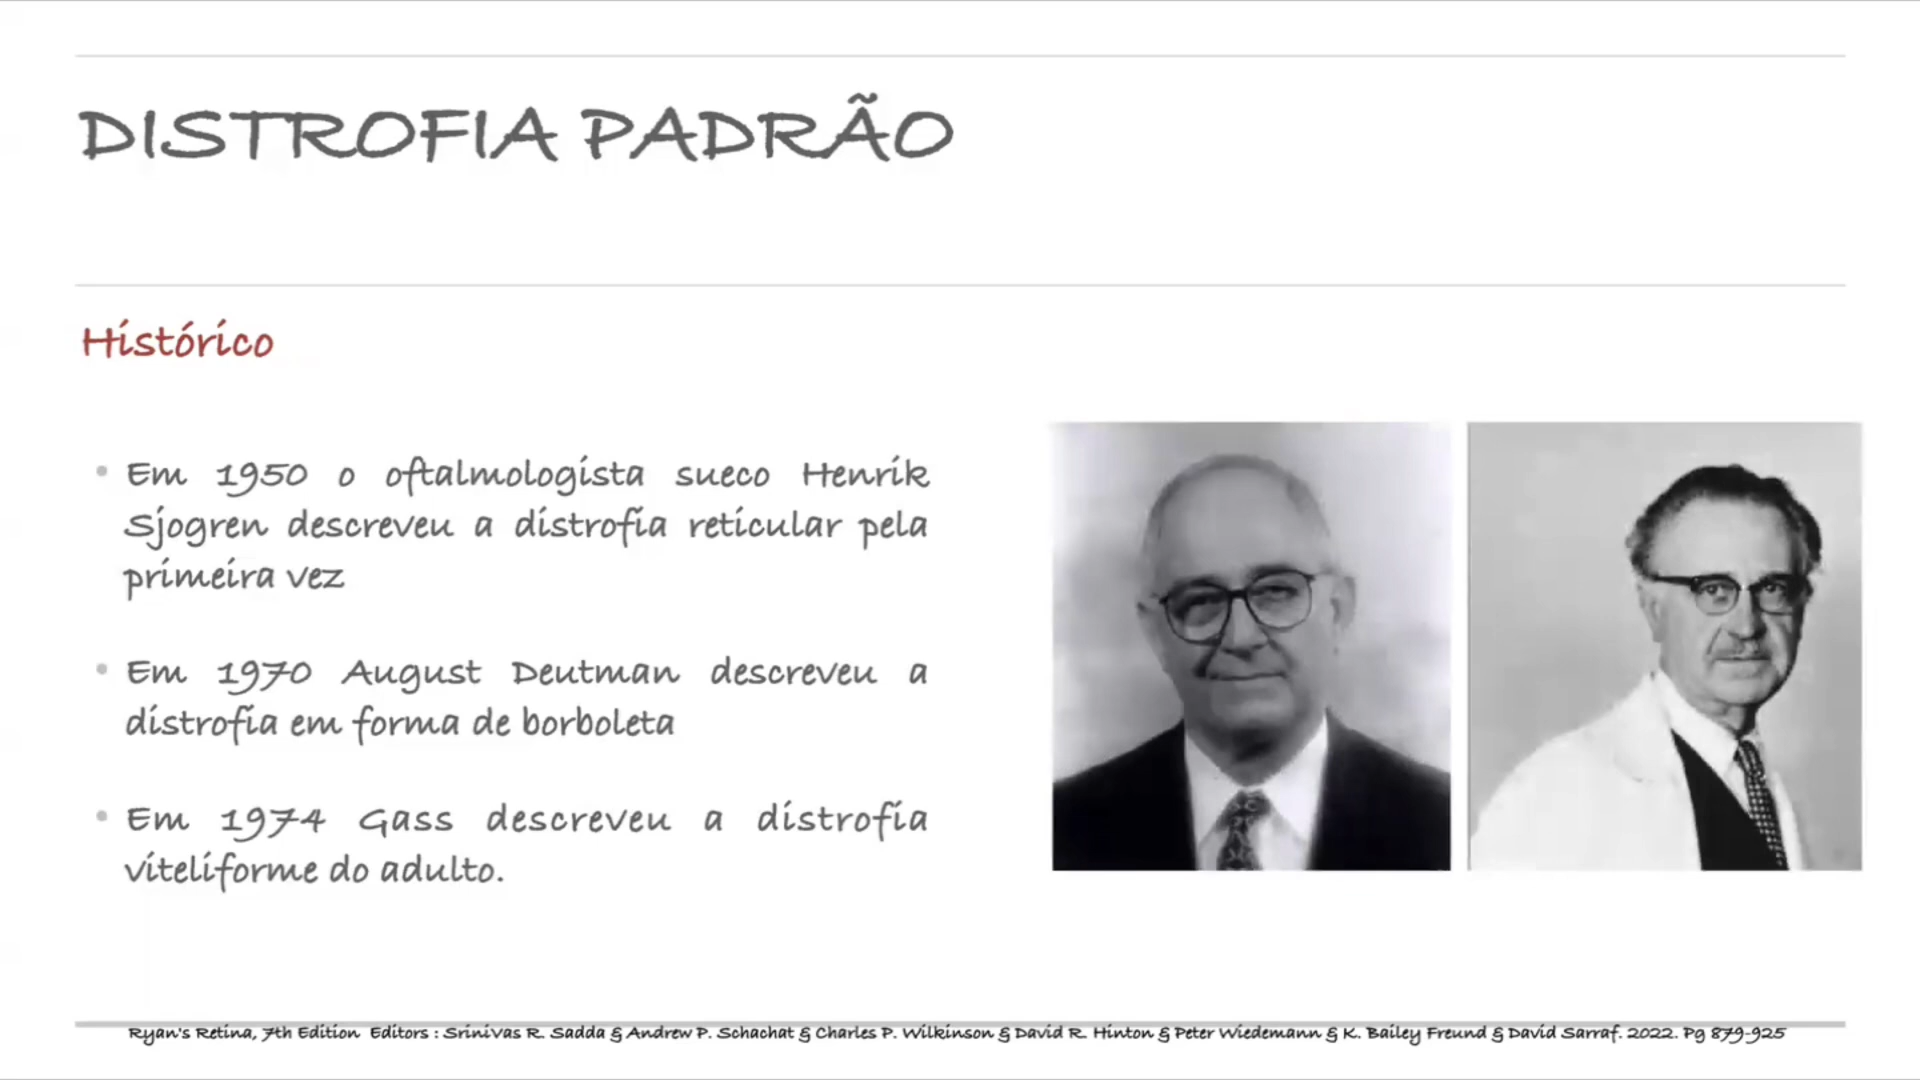 DISTROFIA PADRÃO
Histórico
• Em 1950 o oftalmologista sueco Henrik
Sjogren descreveu a distrofia reticular pela
primeira vez
• Em 1970 August Deutman descreveu a
distrofia em forma de borboleta
• Em 1974 Gass descreveu a distrofia
viteliforme do adulto.
Ryan's Retina, 7th Edition Editors : Srinivas R. Sadda & Andrew P. Schachat & Charles P. Wilkinson & David R. Hinton & Peter Wiedemann & K. Bailey Freund & David Sarraf. 2022. Pg 879-925